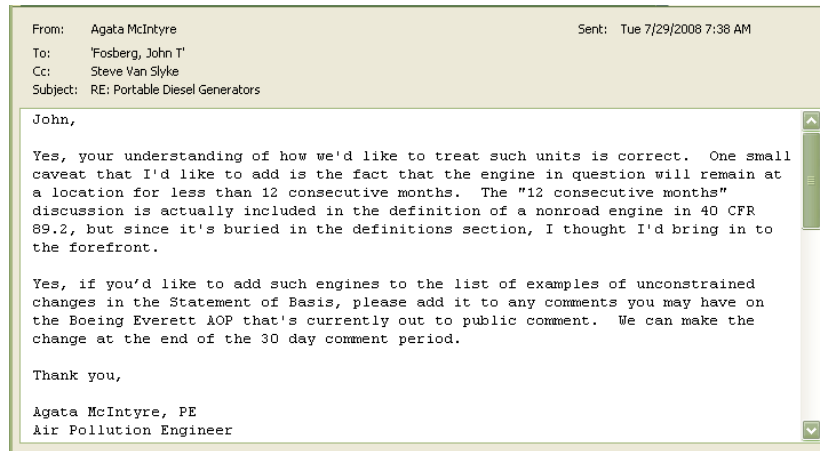 From: Agata McIntyre Sent: Tue 7/29/2008 7:38 AM
To: 'Fosberg, John T'
Cc: Steve Van Slyke
Subject: RE: Portable Diesel Generators
John,
Yes, your understanding of how we'd like to treat such units is correct.  One small
caveat that I'd like to add is the fact that the engine in question will remain at
a location for less than 12 consecutive months.  The "12 consecutive months"
discussion is actually included in the definition of a nonroad engine in 40 CFR
89.2, but since it's buried in the definitions section, I thought I'd bring in to
the forefront.
Yes, if you'd like to add such engines to the list of examples of unconstrained
changes in the Statement of Basis, please add it to any comments you may have on
the Boeing Everett AOP that's currently out to public comment.  We can make the
change at the end of the 30 day comment period.
Thank you,
Agata McIntyre, PE
Air Pollution Engineer